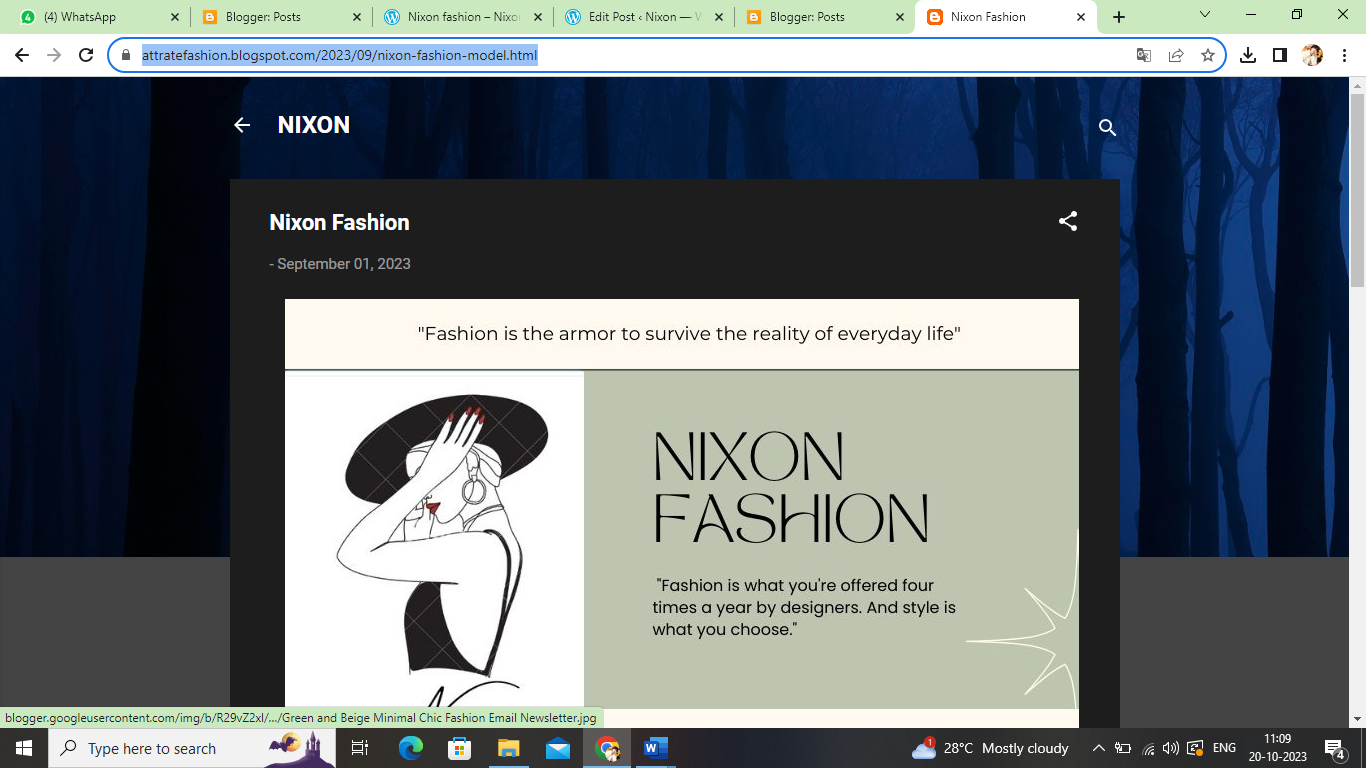 (4) WhatsApp
Blogger: Posts
Nixon fashion – Nixo
Edit Post ‹ Nixon — W
Blogger: Posts
Nixon Fashion
attratefashion.blogspot.com/2023/09/nixon-fashion-model.html
NIXON
Nixon Fashion
- September 01, 2023
"Fashion is the armor to survive the reality of everyday life"
NIXON
FASHION
"Fashion is what you're offered four
times a year by designers. And style is
what you choose."
blogger.googleusercontent.com/img/b/R29vZ2xl/.../Green and Beige Minimal Chic Fashion Email Newsletter.jpg
Type here to search
1
28°C Mostly cloudy
ENG
11:09
20-10-2023
4